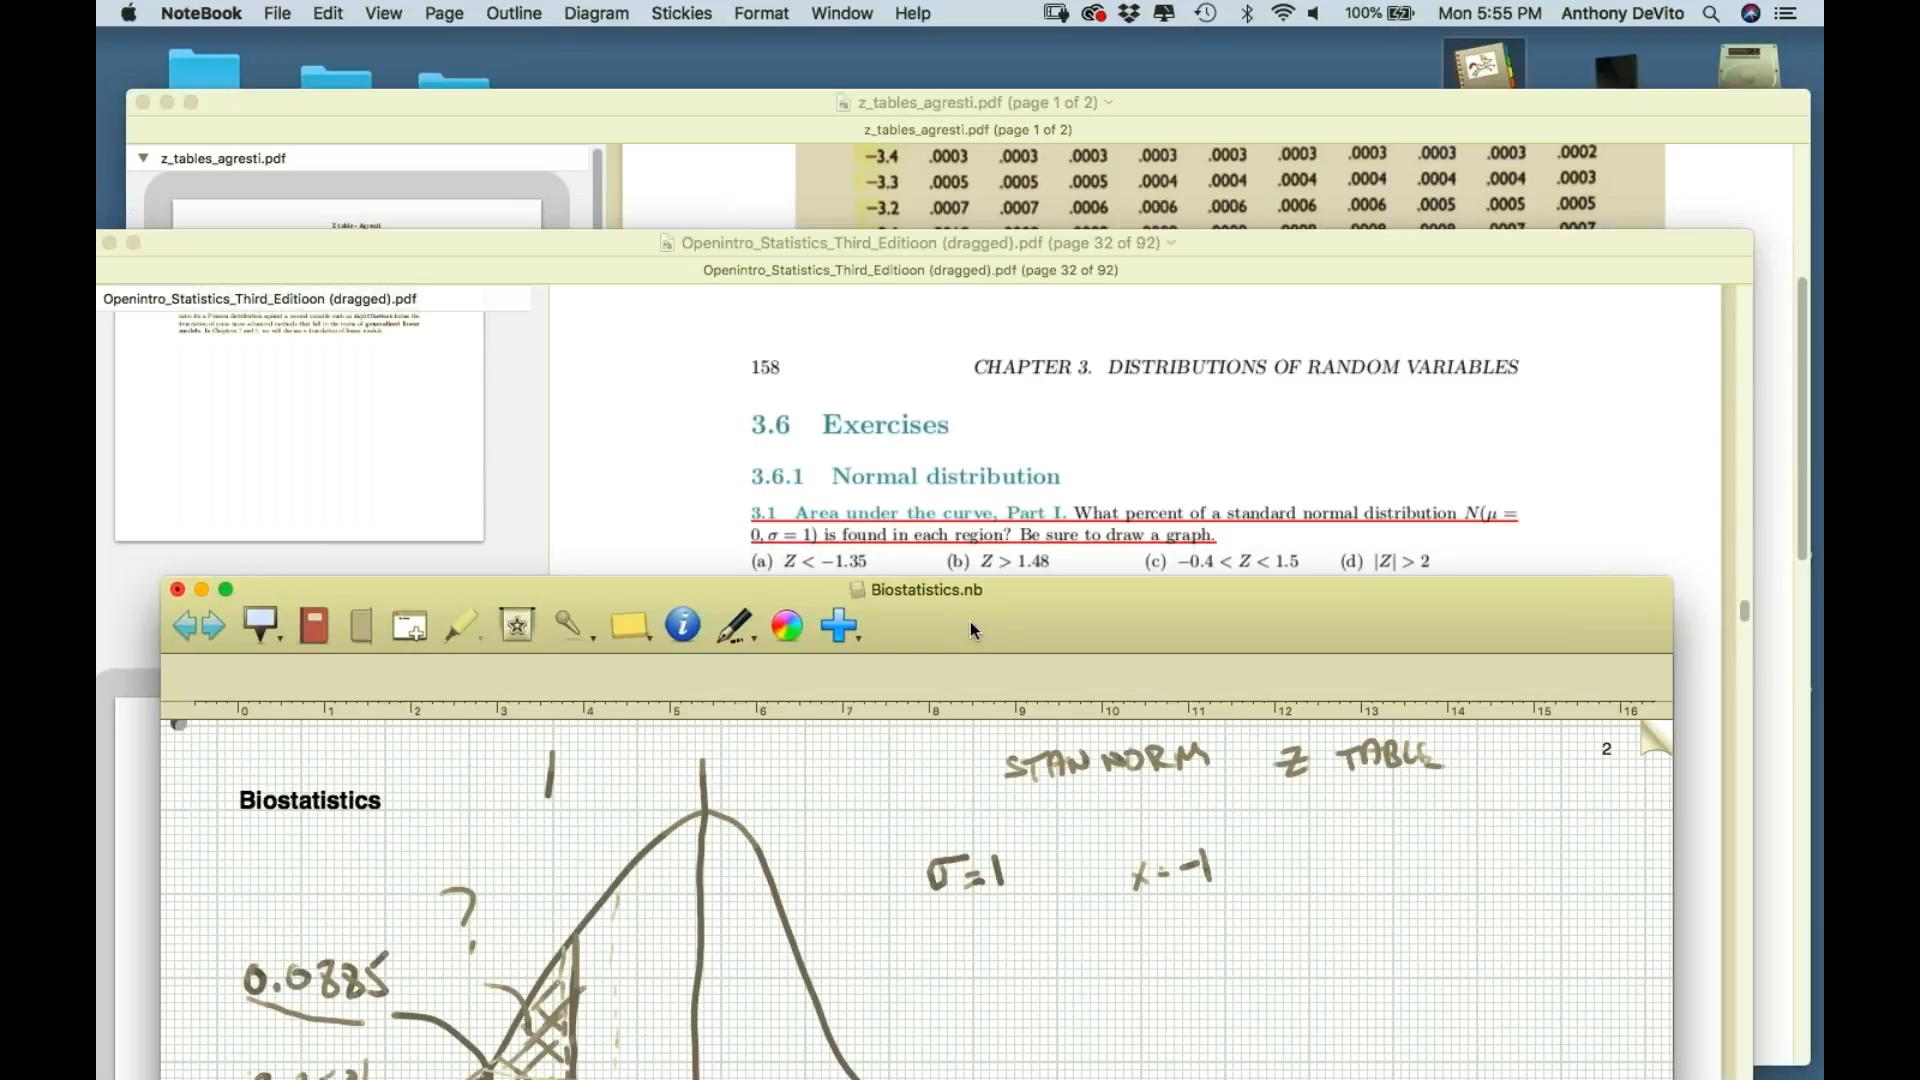 NoteBook File Edit View Page Outline Diagram Stickies Format Window Help 100% Mon 5:55 PM Anthony DeVito
z_tables_agresti.pdf (page 1 of 2)
z_tables_agresti.pdf (page 1 of 2)
z_tables_agresti.pdf
Z table - Agresti
−3.4 .0003 .0003 .0003 .0003 .0003 .0003 .0003 .0003 .0003 .0002
−3.3 .0005 .0005 .0005 .0004 .0004 .0004 .0004 .0004 .0004 .0003
−3.2 .0007 .0007 .0006 .0006 .0006 .0006 .0006 .0005 .0005 .0005
Openintro_Statistics_Third_Editioon (dragged).pdf (page 32 of 92)
Openintro_Statistics_Third_Editioon (dragged).pdf (page 32 of 92)
Openintro_Statistics_Third_Editioon (dragged).pdf
158 CHAPTER 3. DISTRIBUTIONS OF RANDOM VARIABLES
3.6 Exercises
3.6.1 Normal distribution
3.1 Area under the curve, Part I. What percent of a standard normal distribution N(μ =
0, σ = 1) is found in each region? Be sure to draw a graph.
(a) Z < −1.35 (b) Z > 1.48 (c) −0.4 < Z < 1.5 (d) |Z| > 2
Biostatistics.nb
0 1 2 3 4 5 6 7 8 9 10 11 12 13 14 15 16
STAN NORM Z TABLE
2
Biostatistics
σ=1 x=-1
?
0.0885